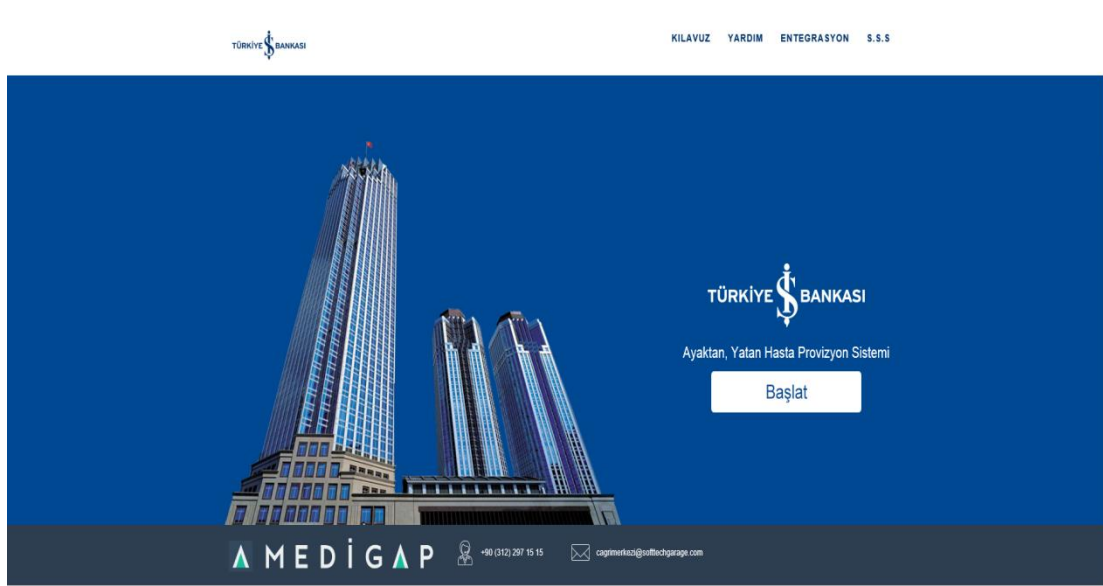 TÜRKİYE İŞ BANKASI
KILAVUZ YARDIM ENTEGRASYON S.S.S
TÜRKİYE İŞ BANKASI
Ayaktan, Yatan Hasta Provizyon Sistemi
Başlat
MEDİGAP +90 (312) 297 15 15 cagrimerkezi@softtechgarage.com